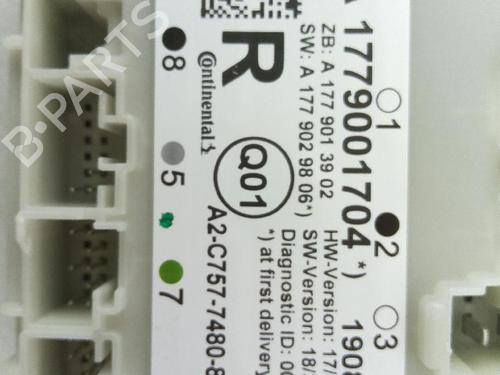 A 1779001704 *)
ZB: A 177 901 39 02
SW: A 177 902 98 06*)
HW-Version: 17/
SW-Version: 18/
Diagnostic ID: 00
*) at first delivery
R
Continental
Q01
A2-C757-7480-8
1908
8
5
7
1
2
3
B-PARTS